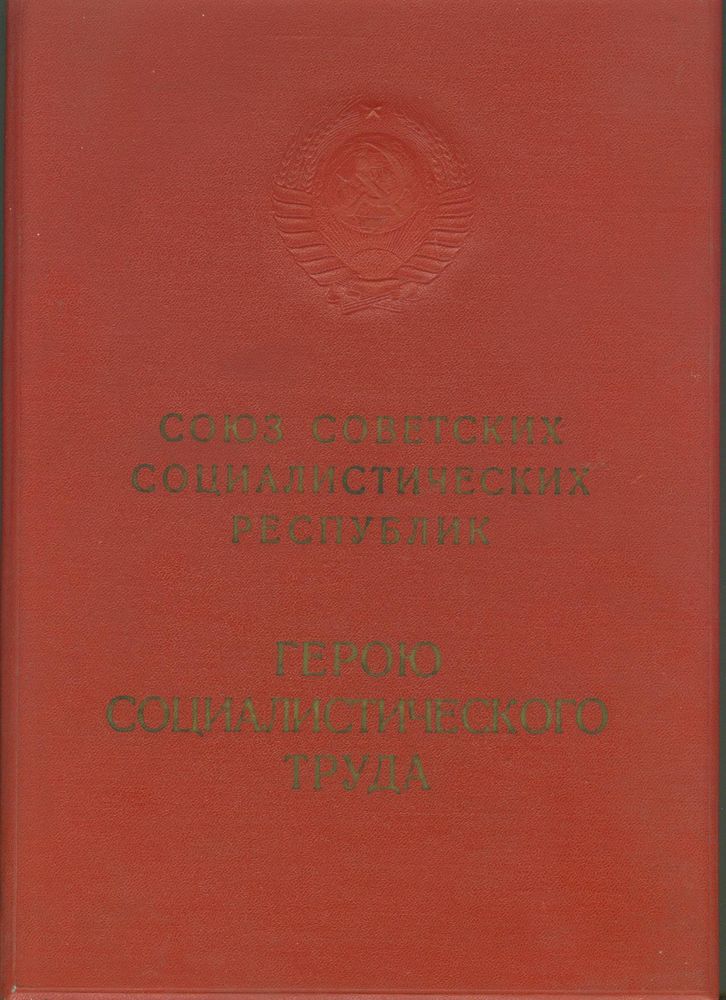 СОЮЗ СОВЕТСКИХ
СОЦИАЛИСТИЧЕСКИХ
РЕСПУБЛИК
ГЕРОЮ
СОЦИАЛИСТИЧЕСКОГО
ТРУДА